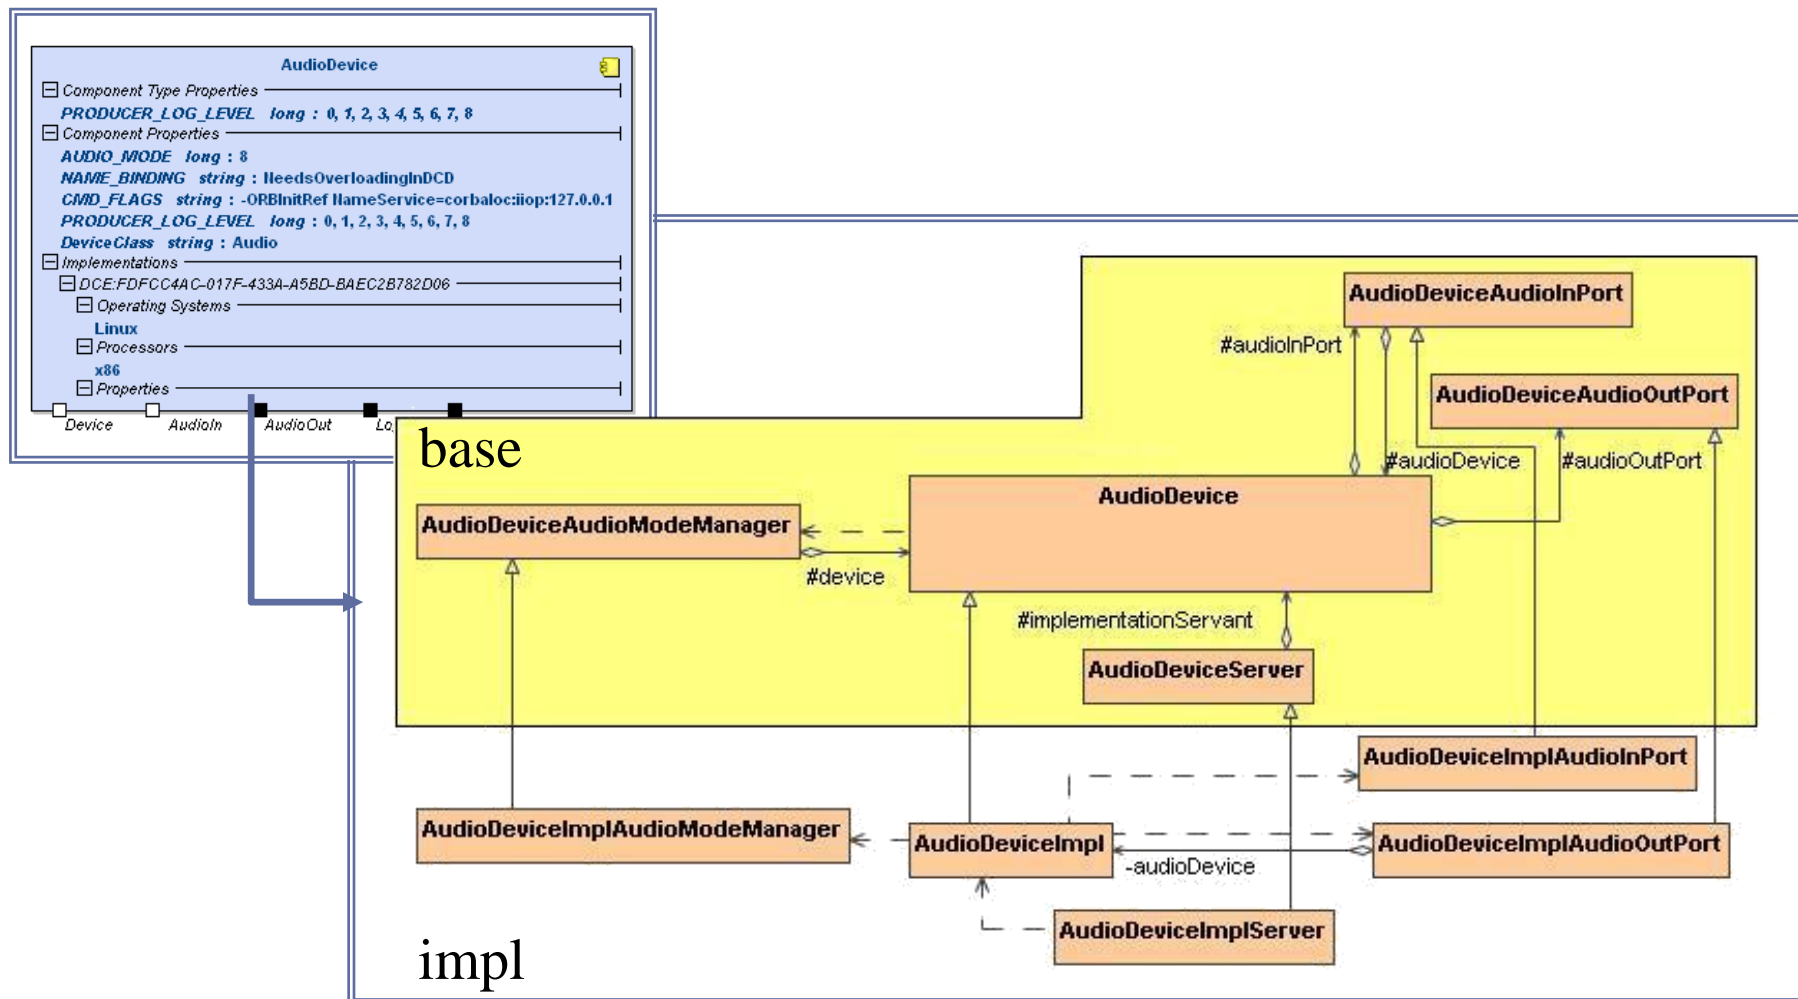 AudioDevice
Component Type Properties
PRODUCER_LOG_LEVEL long : 0, 1, 2, 3, 4, 5, 6, 7, 8
Component Properties
AUDIO_MODE long : 8
NAME_BINDING string : NeedsOverloadingInDCD
CMD_FLAGS string : -ORBInitRef NameService=corbaloc:iiop:127.0.0.1
PRODUCER_LOG_LEVEL long : 0, 1, 2, 3, 4, 5, 6, 7, 8
DeviceClass string : Audio
Implementations
DCE:FDFCC4AC-017F-433A-A5BD-BAEC2B782D06
Operating Systems
Linux
Processors
x86
Properties
Device AudioIn AudioOut
base
AudioDeviceAudioInPort
#audioInPort
AudioDeviceAudioOutPort
#audioDevice #audioOutPort
AudioDevice
AudioDeviceAudioModeManager
#device
#implementationServant
AudioDeviceServer
AudioDeviceImplAudioInPort
AudioDeviceImplAudioModeManager
AudioDeviceImpl
AudioDeviceImplAudioOutPort
-audioDevice
AudioDeviceImplServer
impl